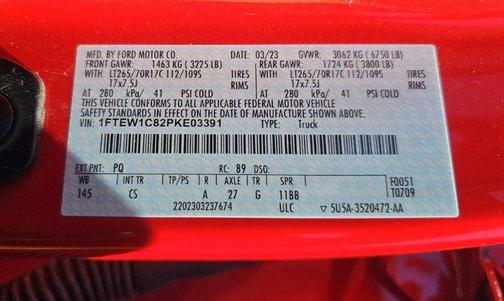 MFD. BY FORD MOTOR CO.
03/23 GVWR: 3062 KG (6750 LB)
FRONT GAWR: 1463 KG (3225 LB) REAR GAWR: 1724 KG (3800 LB)
WITH LT265/70R17C 112/109S TIRES WITH LT265/70R17C 112/109S TIRES
17x7.5J RIMS 17x7.5J RIMS
AT 280 kPa/ 41 PSI COLD AT 280 kPa/ 41 PSI COLD
THIS VEHICLE CONFORMS TO ALL APPLICABLE FEDERAL MOTOR VEHICLE
SAFETY STANDARDS IN EFFECT ON THE DATE OF MANUFACTURE SHOWN ABOVE.
VIN: 1FTEW1C82PKE03391 TYPE: Truck
EXT PNT: PQ RC: 89 DSO:
WB INT TR TP/PS R AXLE TR SPR F0051
145 CS A 27 G 11BB T0709
2202303237674 ULC ▽ 5U5A-3520472-AA